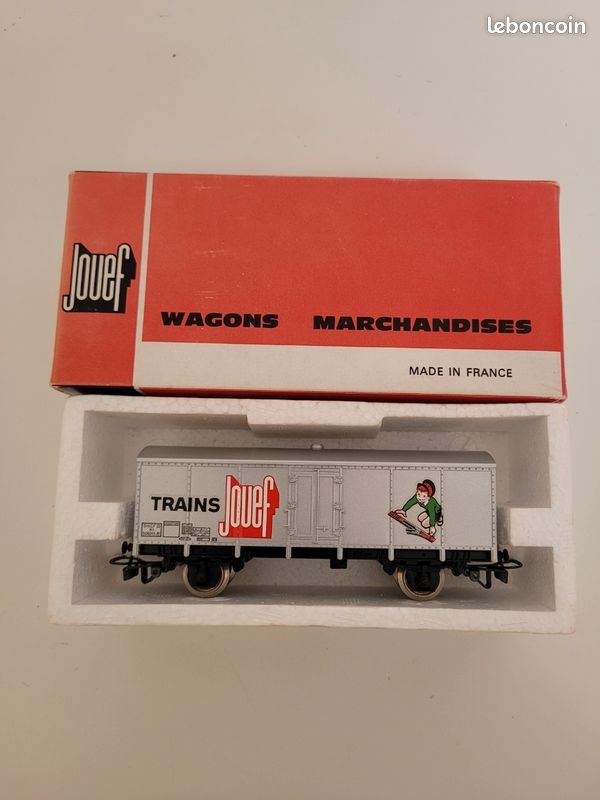 leboncoin
Jouef
WAGONS MARCHANDISES
MADE IN FRANCE
TRAINS Jouef